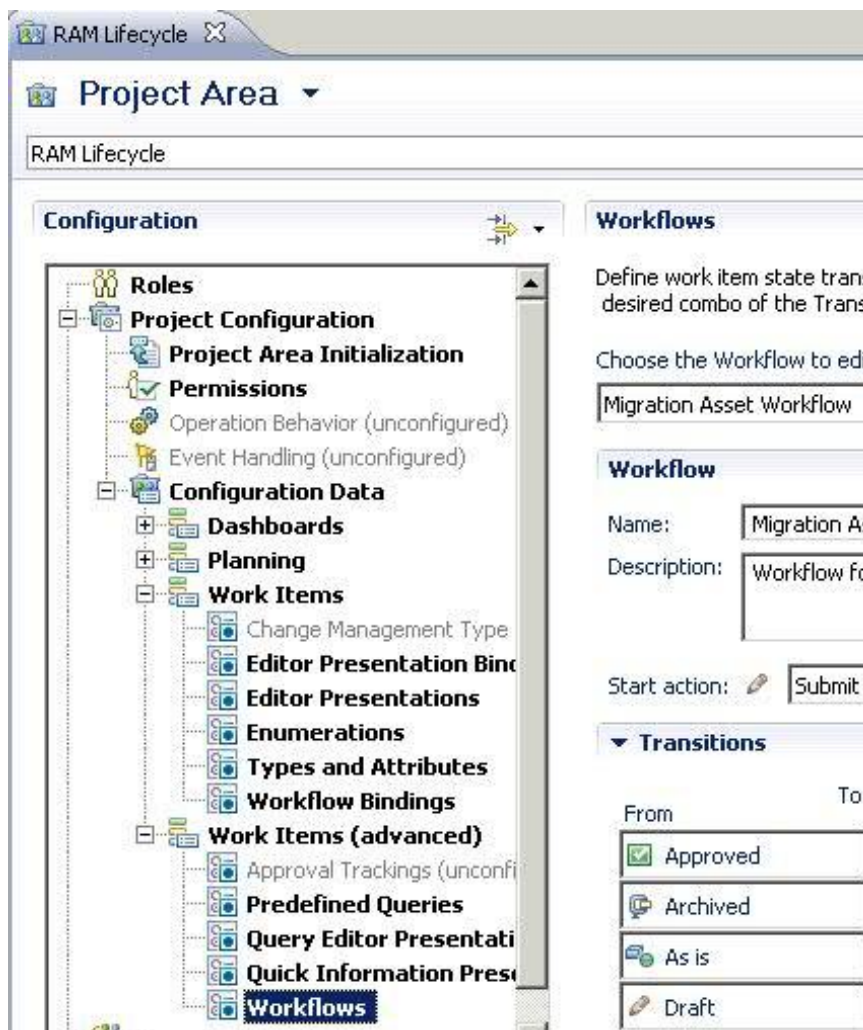 RAM Lifecycle
Project Area
RAM Lifecycle
Configuration
Roles
Project Configuration
Project Area Initialization
Permissions
Operation Behavior (unconfigured)
Event Handling (unconfigured)
Configuration Data
Dashboards
Planning
Work Items
Change Management Type
Editor Presentation Bind
Editor Presentations
Enumerations
Types and Attributes
Workflow Bindings
Work Items (advanced)
Approval Trackings (unconfi
Predefined Queries
Query Editor Presentati
Quick Information Pres
Workflows
Workflows
Define work item state tran
desired combo of the Trans
Choose the Workflow to edi
Migration Asset Workflow
Workflow
Name: Migration As
Description: Workflow fo
Start action: Submit
Transitions
From To
Approved
Archived
As is
Draft